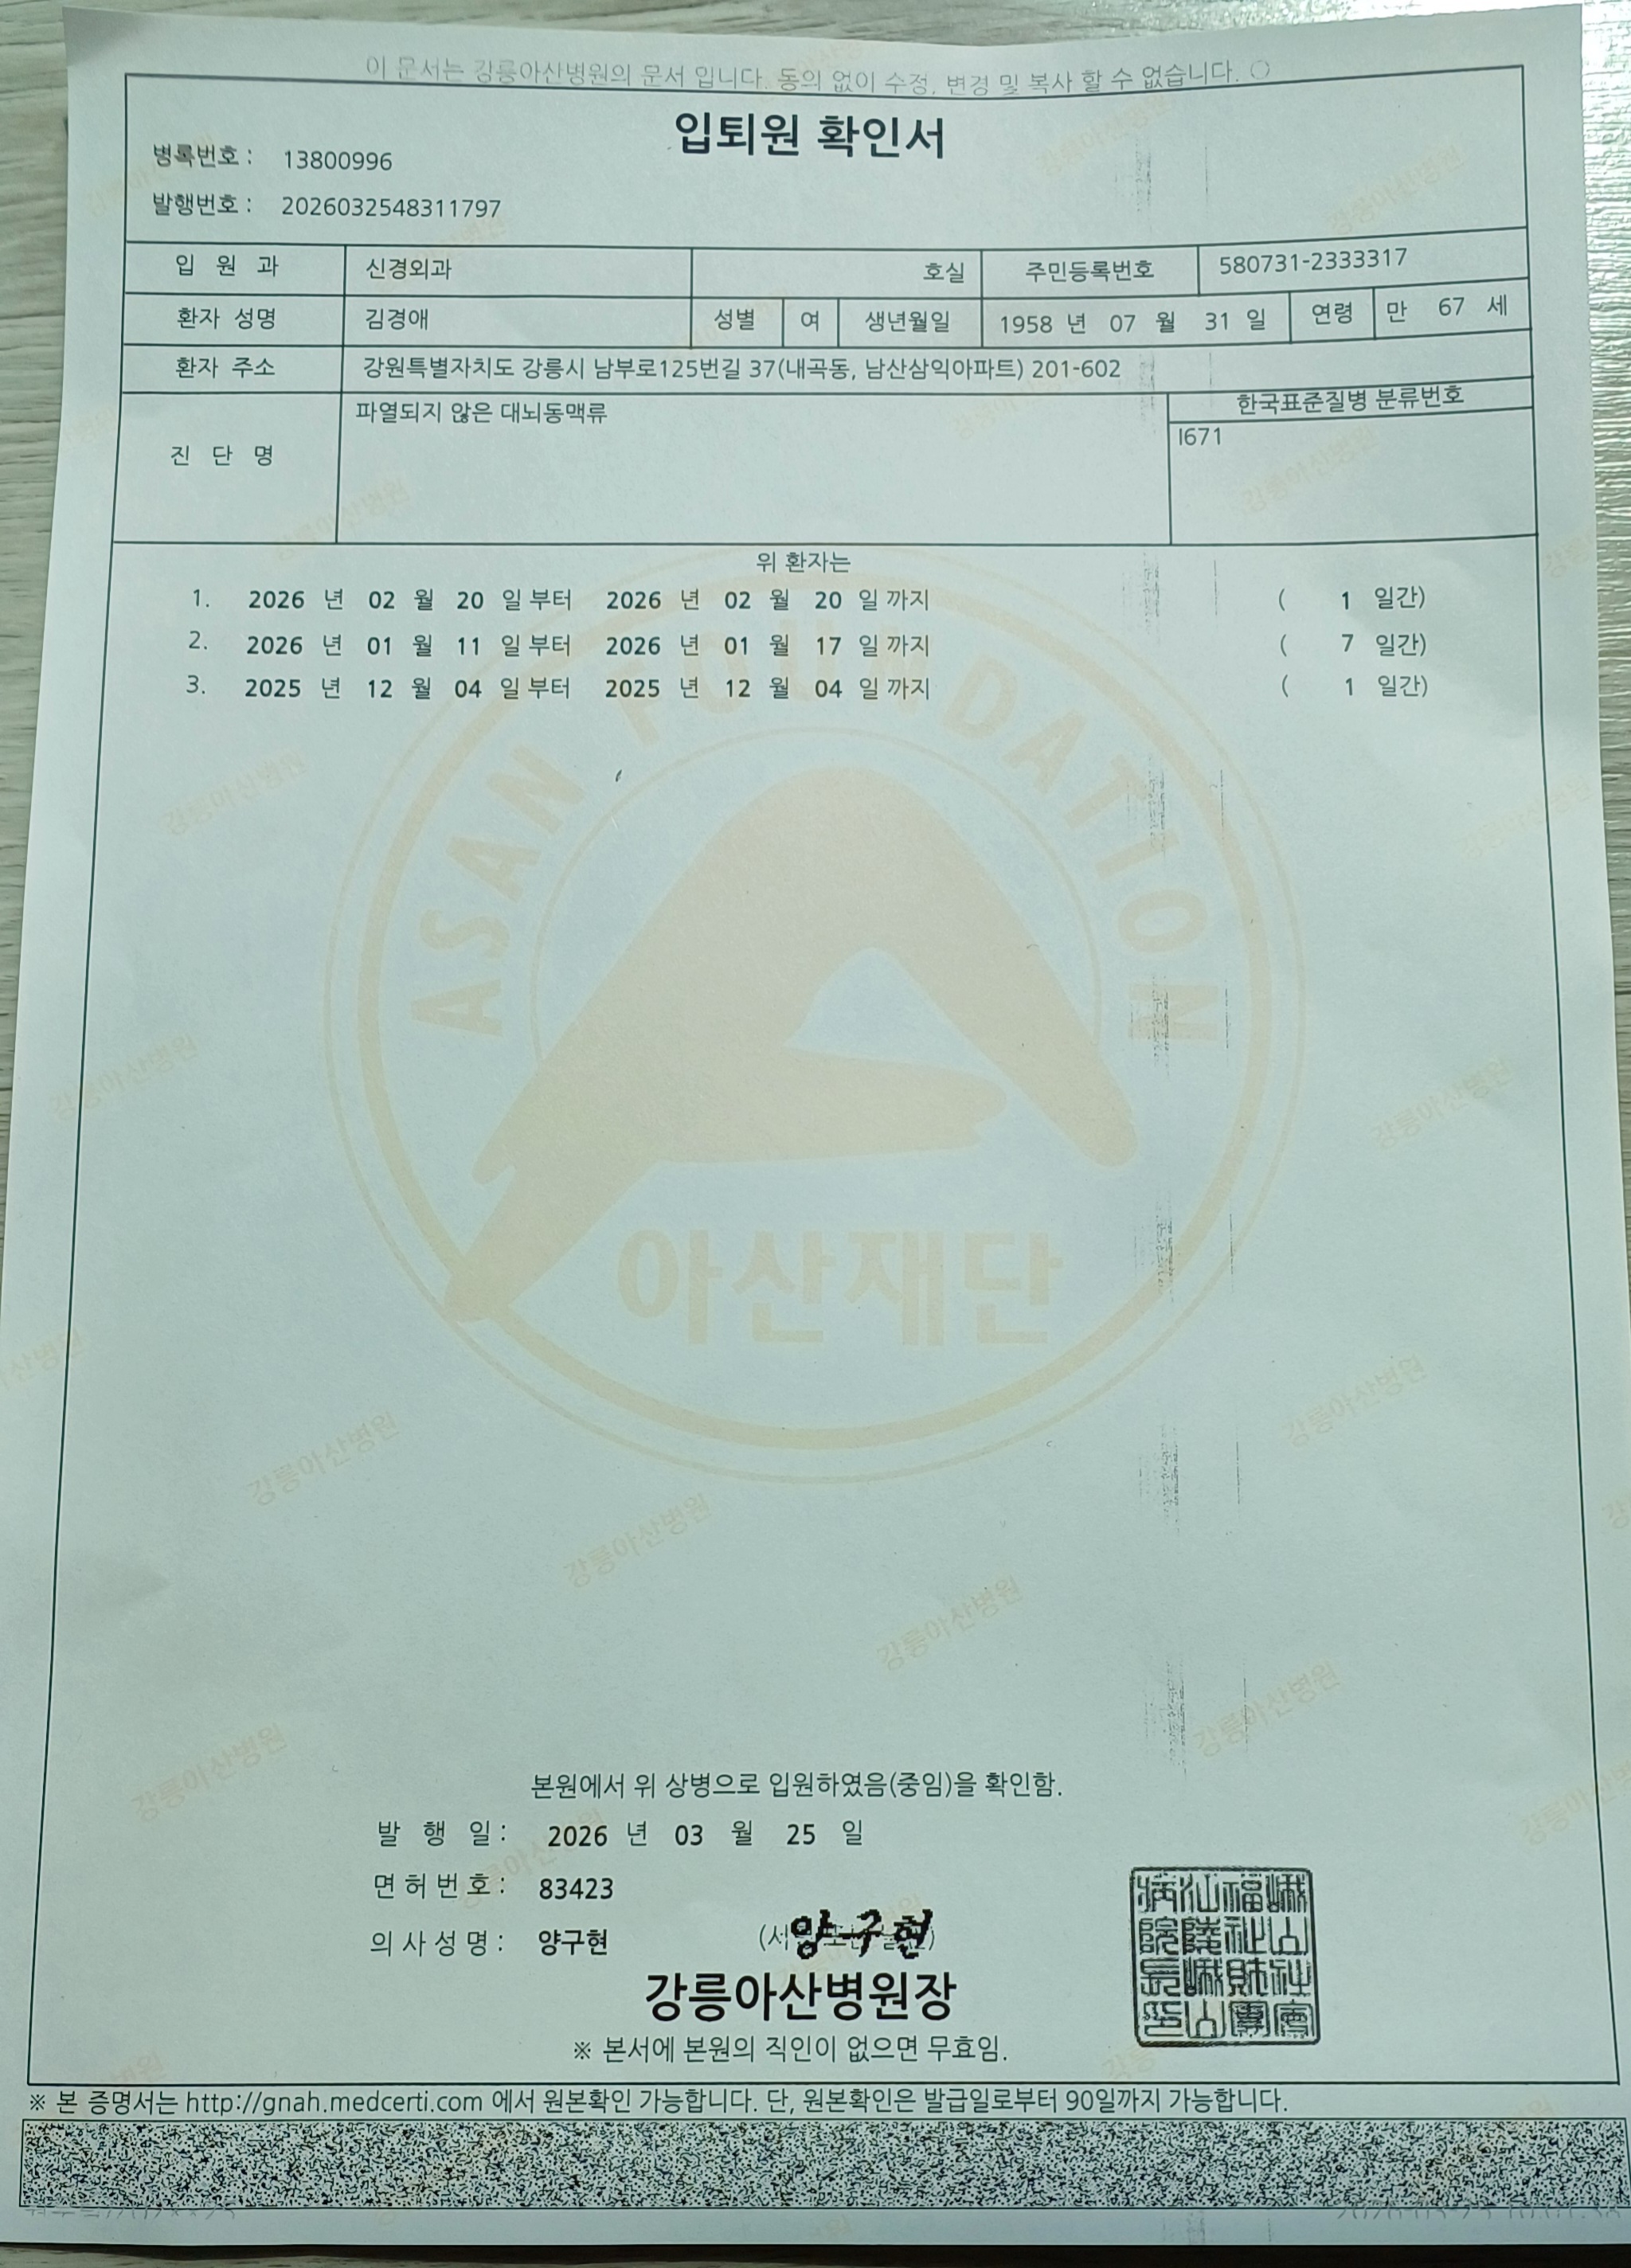 이 문서는 강릉아산병원의 문서 입니다. 동의 없이 수정, 변경 및 복사 할 수 없습니다.
입퇴원 확인서
병록번호 : 13800996
발행번호 : 2026032548311797
입 원 과 신경외과 호실 주민등록번호 580731-2333317
환자 성명 김경애 성별 여 생년월일 1958 년 07 월 31 일 연령 만 67 세
환자 주소 강원특별자치도 강릉시 남부로125번길 37(내곡동, 남산삼익아파트) 201-602
진 단 명 파열되지 않은 대뇌동맥류 한국표준질병 분류번호
I671
위 환자는
1. 2026 년 02 월 20 일 부터 2026 년 02 월 20 일 까지 ( 1 일간)
2. 2026 년 01 월 11 일 부터 2026 년 01 월 17 일 까지 ( 7 일간)
3. 2025 년 12 월 04 일 부터 2025 년 12 월 04 일 까지 ( 1 일간)
ASAN FOUNDATION
아산재단
본원에서 위 상병으로 입원하였음(중임)을 확인함.
발 행 일 : 2026 년 03 월 25 일
면 허 번 호 : 83423
의 사 성 명 : 양구현 양구현
강릉아산병원장
※ 본서에 본원의 직인이 없으면 무효임.
※ 본 증명서는 http://gnah.medcerti.com 에서 원본확인 가능합니다. 단, 원본확인은 발급일로부터 90일까지 가능합니다.